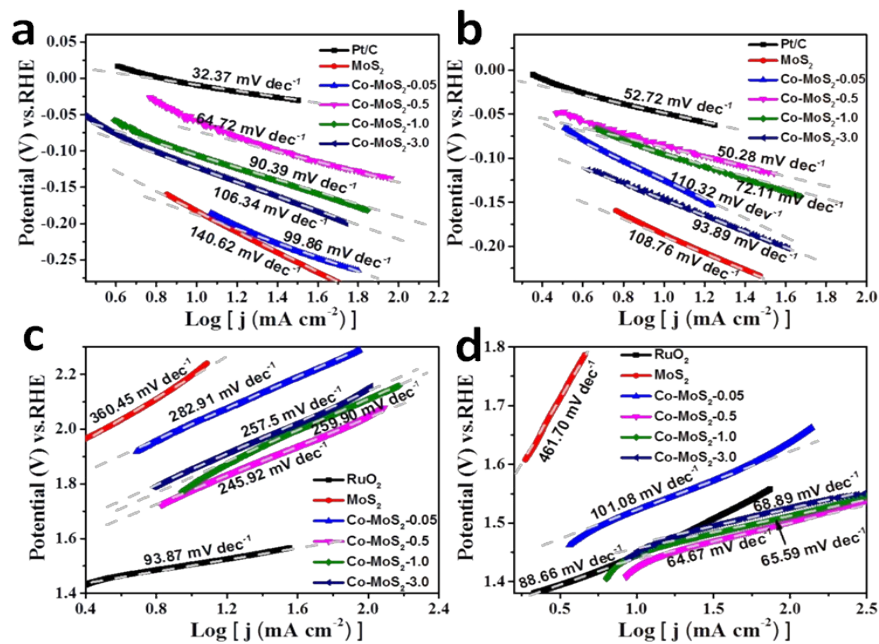 a
0.05
0.00
-0.05
-0.10
-0.15
-0.20
-0.25
Potential (V) vs.RHE
Pt/C
MoS2
Co-MoS2-0.05
Co-MoS2-0.5
Co-MoS2-1.0
Co-MoS2-3.0
32.37 mV dec-1
64.72 mV dec-1
90.39 mV dec-1
106.34 mV dec-1
99.86 mV dec-1
140.62 mV dec-1
0.6 0.8 1.0 1.2 1.4 1.6 1.8 2.0 2.2
Log [ j (mA cm-2) ]
b
0.05
0.00
-0.05
-0.10
-0.15
-0.20
Potential (V) vs.RHE
Pt/C
MoS2
Co-MoS2-0.05
Co-MoS2-0.5
Co-MoS2-1.0
Co-MoS2-3.0
52.72 mV dec-1
50.28 mV dec-1
72.11 mV dec-1
110.32 mV dev-1
93.89 mV dec-1
108.76 mV dec-1
0.4 0.6 0.8 1.0 1.2 1.4 1.6 1.8 2.0
Log [ j (mA cm-2) ]
c
2.2
2.0
1.8
1.6
1.4
Potential (V) vs.RHE
360.45 mV dec-1
282.91 mV dec-1
257.5 mV dec-1
259.90 mV dec-1
245.92 mV dec-1
93.87 mV dec-1
RuO2
MoS2
Co-MoS2-0.05
Co-MoS2-0.5
Co-MoS2-1.0
Co-MoS2-3.0
0.4 0.8 1.2 1.6 2.0 2.4
Log [ j (mA cm-2) ]
d
1.8
1.7
1.6
1.5
1.4
Potential (V) vs.RHE
RuO2
MoS2
Co-MoS2-0.05
Co-MoS2-0.5
Co-MoS2-1.0
Co-MoS2-3.0
461.70 mV dec-1
101.08 mV dec-1
68.89 mV dec-1
88.66 mV dec-1
64.67 mV dec-1
65.59 mV dec-1
0.5 1.0 1.5 2.0 2.5
Log [ j (mA cm-2) ]